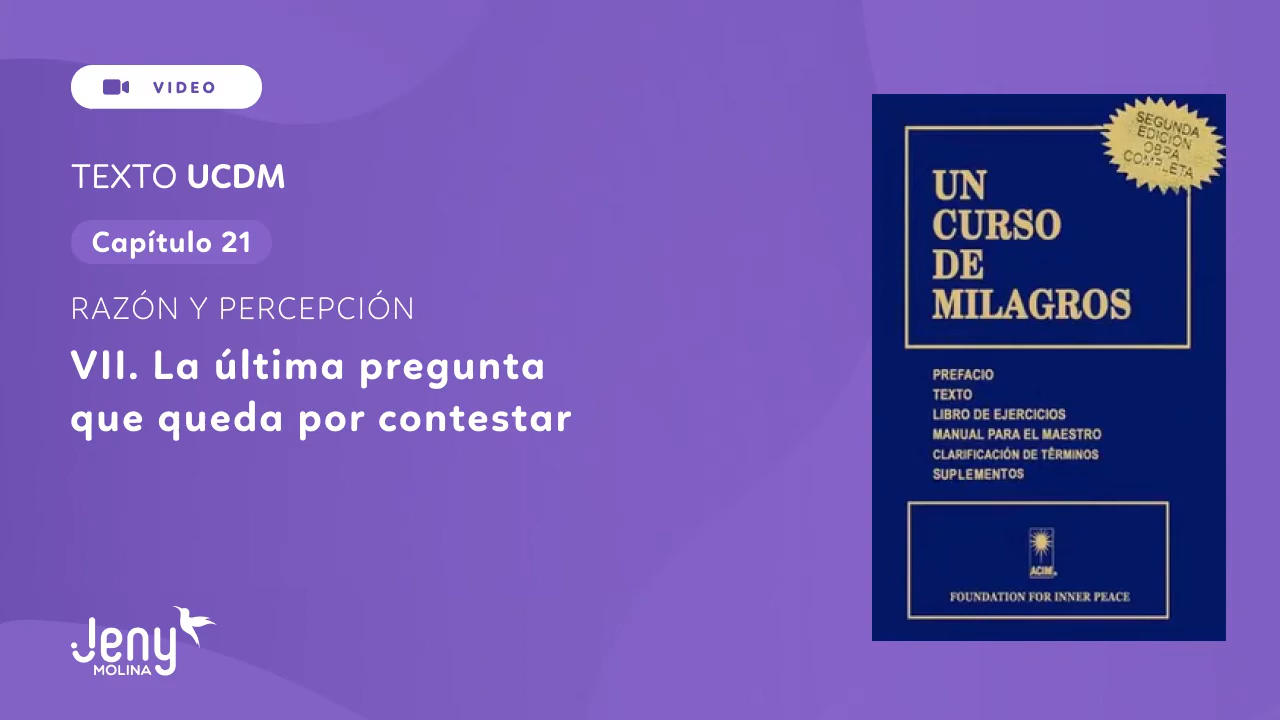 VIDEO
TEXTO UCDM
Capítulo 21
RAZÓN Y PERCEPCIÓN
VII. La última pregunta
que queda por contestar
Jeny
MOLINA
SEGUNDA
EDICIÓN
OBRA
COMPLETA
UN
CURSO
DE
MILAGROS
PREFACIO
TEXTO
LIBRO DE EJERCICIOS
MANUAL PARA EL MAESTRO
CLARIFICACIÓN DE TÉRMINOS
SUPLEMENTOS
ACIM®
FOUNDATION FOR INNER PEACE